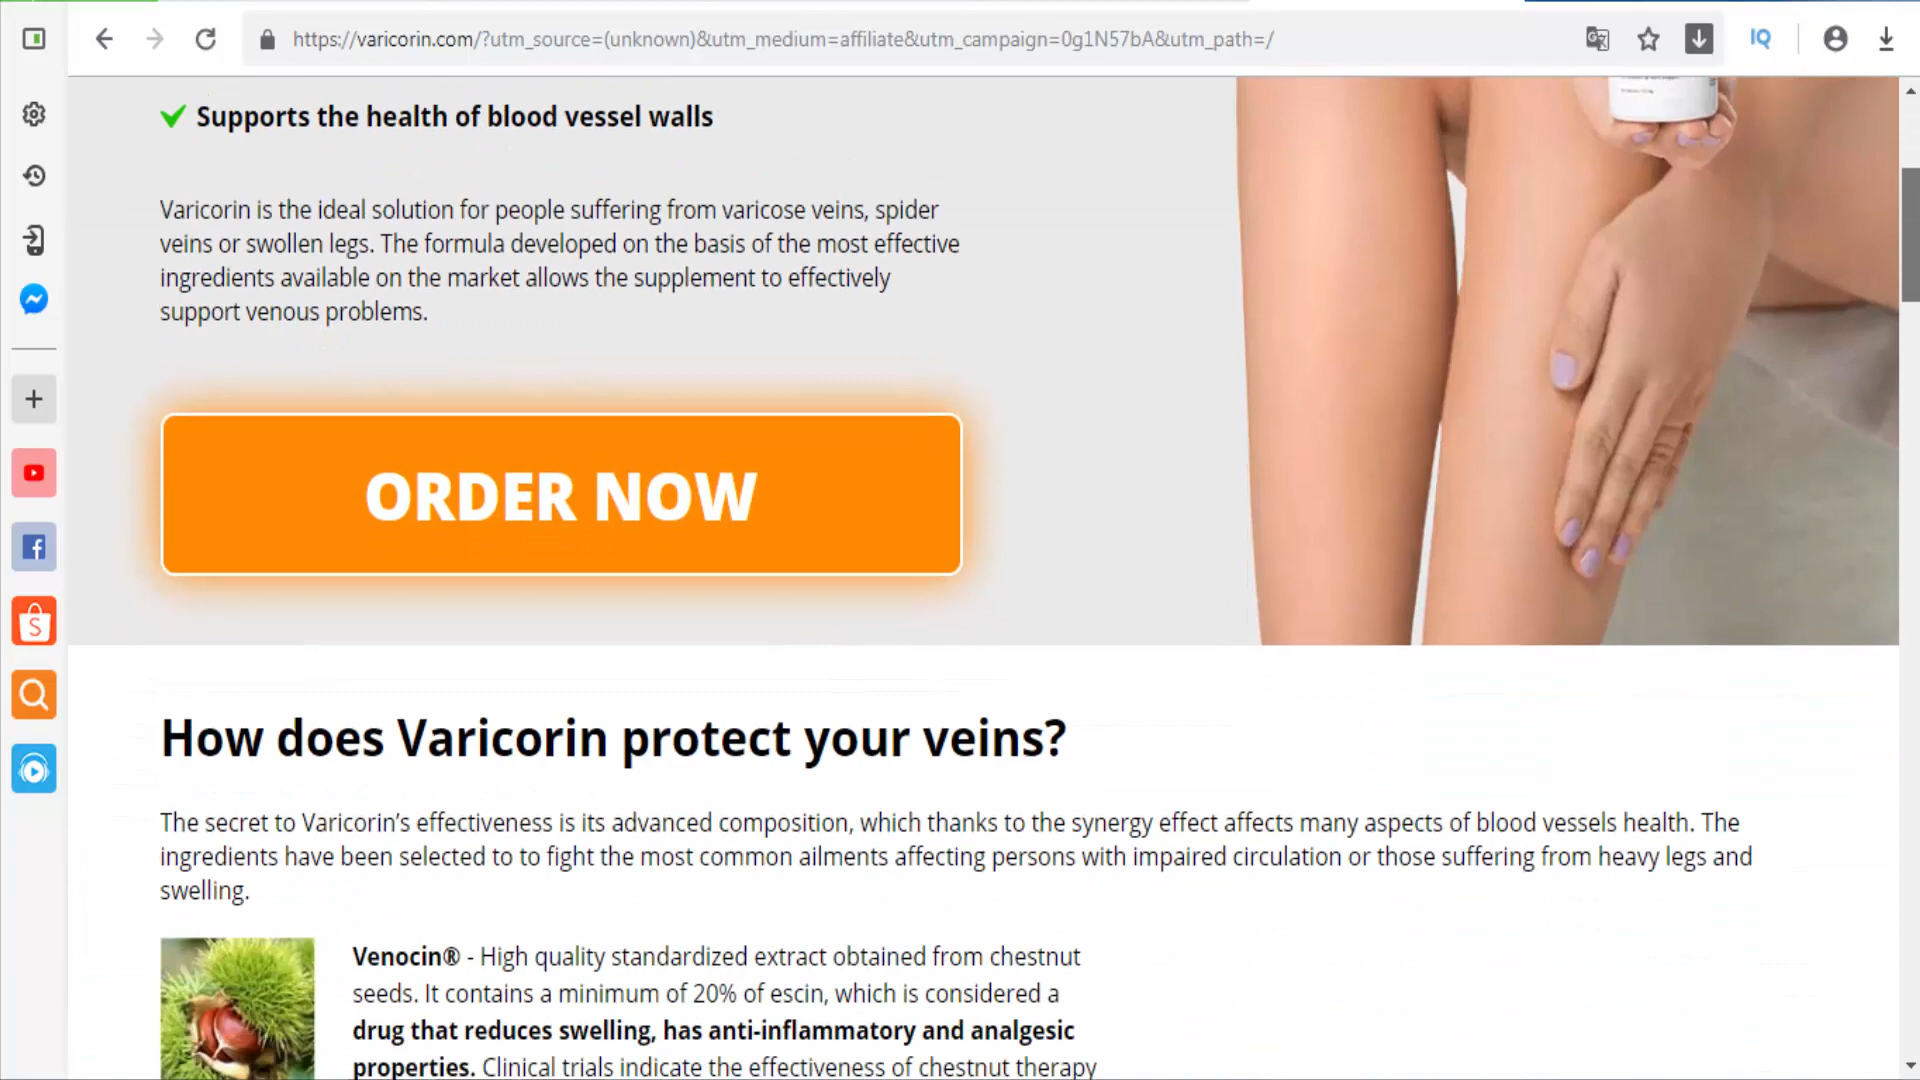 https://varicorin.com/?utm_source=(unknown)&utm_medium=affiliate&utm_campaign=0g1N57bA&utm_path=/
IQ
Supports the health of blood vessel walls
Varicorin is the ideal solution for people suffering from varicose veins, spider
veins or swollen legs. The formula developed on the basis of the most effective
ingredients available on the market allows the supplement to effectively
support venous problems.
ORDER NOW
How does Varicorin protect your veins?
The secret to Varicorin’s effectiveness is its advanced composition, which thanks to the synergy effect affects many aspects of blood vessels health. The
ingredients have been selected to to fight the most common ailments affecting persons with impaired circulation or those suffering from heavy legs and
swelling.
Venocin® - High quality standardized extract obtained from chestnut
seeds. It contains a minimum of 20% of escin, which is considered a
drug that reduces swelling, has anti-inflammatory and analgesic
properties. Clinical trials indicate the effectiveness of chestnut therapy